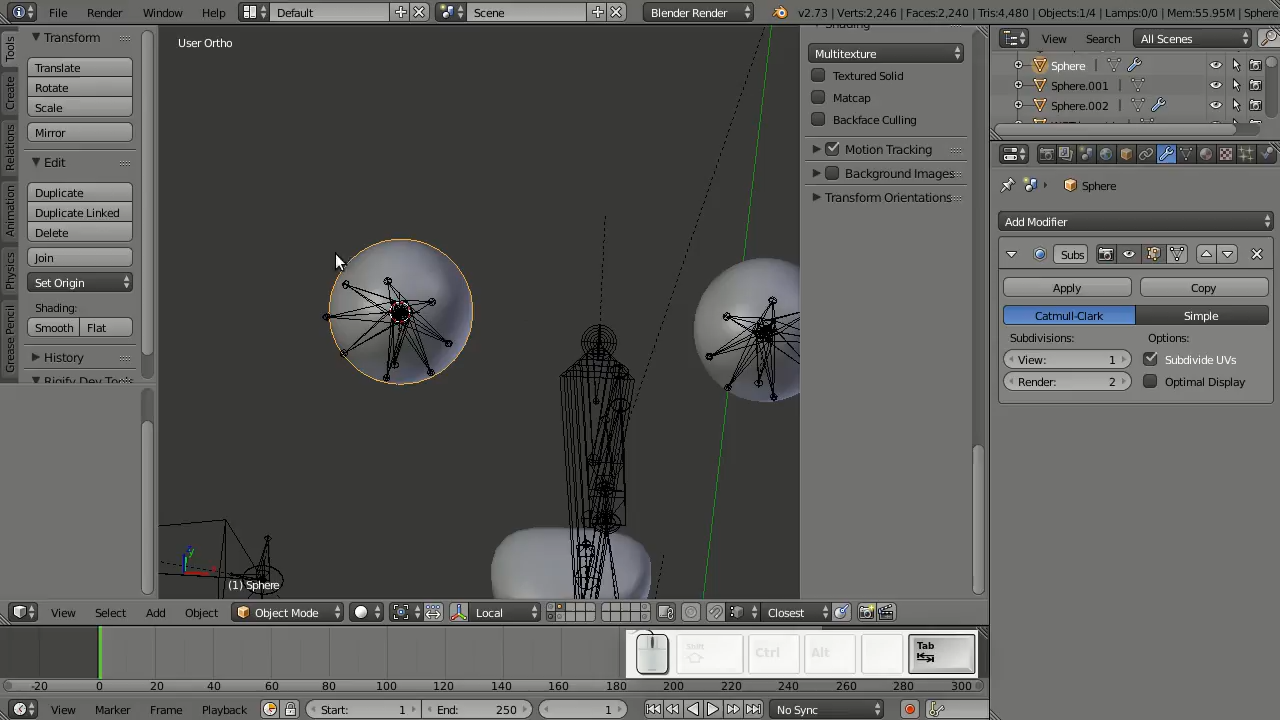 File Render Window Help Default Scene Blender Render v2.73 | Verts:2,246 | Faces:2,240 | Tris:4,480 | Objects:1/4 | Lamps:0/0 | Mem:55.95M | Sphere
Tools
Create
Relations
Animation
Physics
Grease Pencil
Transform
Translate
Rotate
Scale
Mirror
Edit
Duplicate
Duplicate Linked
Delete
Join
Set Origin
Shading:
Smooth Flat
History
Rigify Dev Tools
User Ortho
(1) Sphere
Multitexture
Textured Solid
Matcap
Backface Culling
Motion Tracking
Background Images
Transform Orientations
View Search All Scenes
Sphere
Sphere.001
Sphere.002
Sphere
Add Modifier
Subs
Apply Copy
Catmull-Clark Simple
Subdivisions: Options:
View: 1 Subdivide UVs
Render: 2 Optimal Display
View Select Add Object Object Mode Local Closest
Shift Ctrl Alt Tab
-20 0 20 40 60 80 100 120 140 160 180 200 220 240 260 280 300
View Marker Frame Playback Start: 1 End: 250 1 No Sync